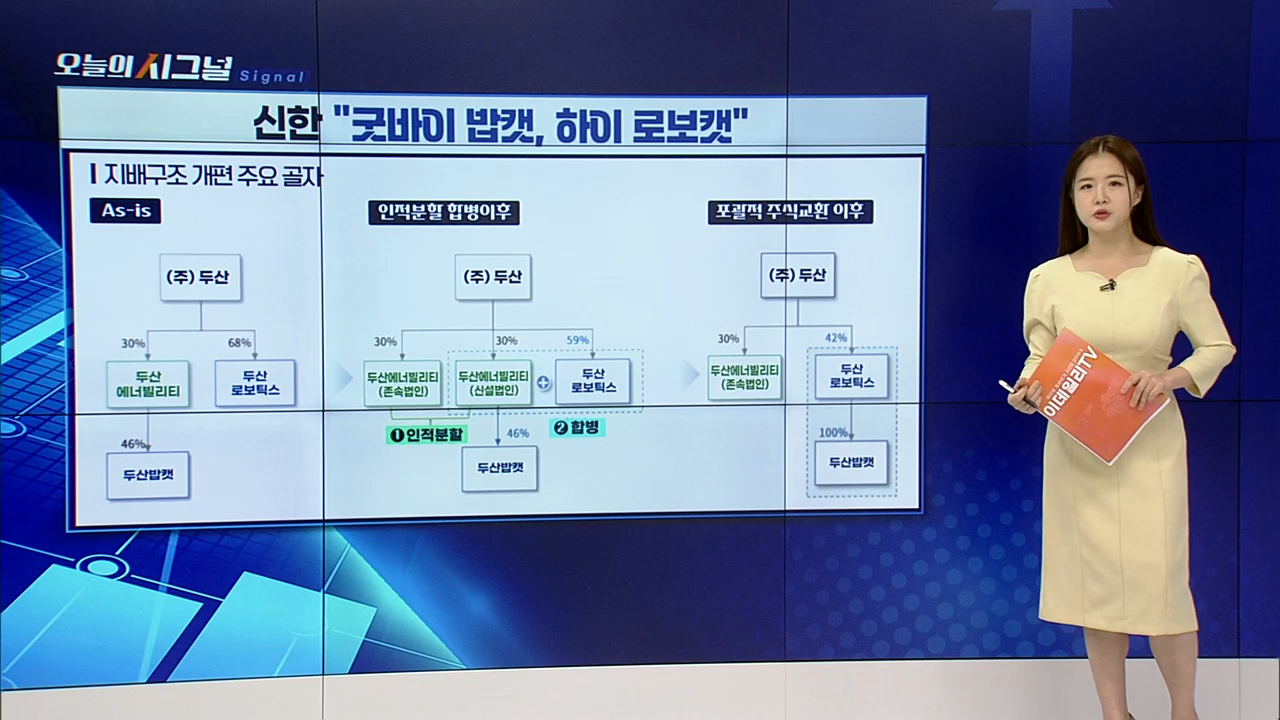 오늘의 시그널 Signal
신한 "굿바이 밥캣, 하이 로보캣"
지배구조 개편 주요 골자
As-is
(주) 두산
30%
68%
두산
에너빌리티
두산
로보틱스
46%
두산밥캣
인적분할 합병이후
(주) 두산
30%
30%
59%
두산에너빌리티
(존속법인)
두산에너빌리티
(신설법인)
두산
로보틱스
❶인적분할
❷합병
46%
두산밥캣
포괄적 주식교환 이후
(주) 두산
30%
42%
두산에너빌리티
(존속법인)
두산
로보틱스
100%
두산밥캣
이데일리TV